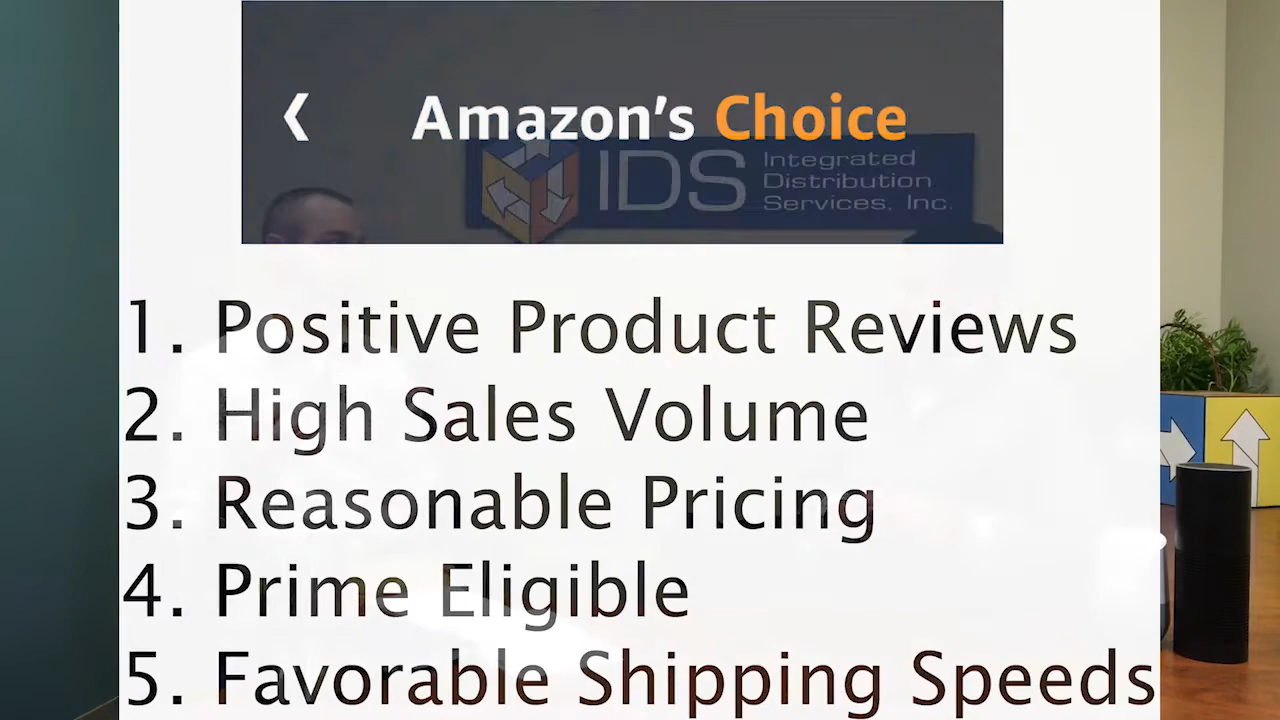 Amazon's Choice
IDS
Integrated
Distribution
Services, Inc.
1. Positive Product Reviews
2. High Sales Volume
3. Reasonable Pricing
4. Prime Eligible
5. Favorable Shipping Speeds